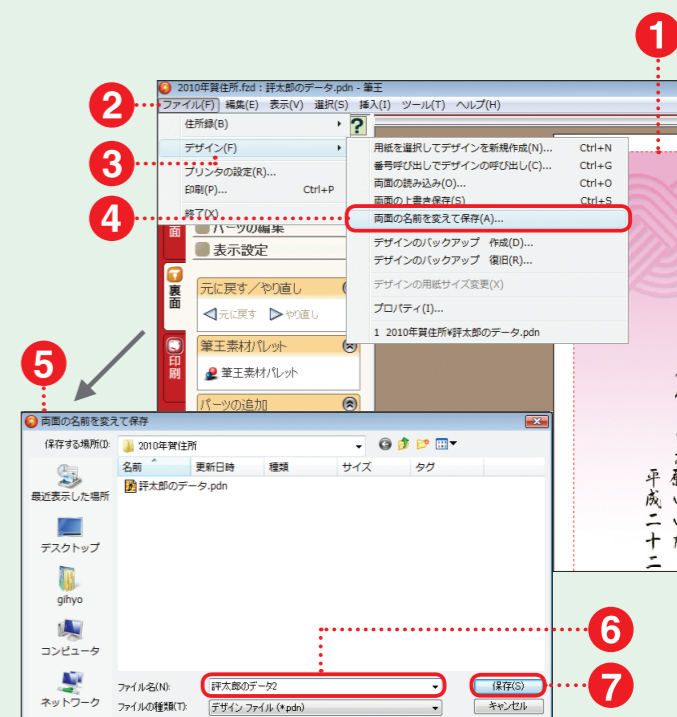 1
2010年賀住所.fzd : 評太郎のデータ.pdn - 筆王
2
ファイル(F) 編集(E) 表示(V) 選択(S) 挿入(I) ツール(T) ヘルプ(H)
住所録(B)
?
3
デザイン(F)
プリンタの設定(R)...
印刷(P)... Ctrl+P
4
終了(X)
用紙を選択してデザインを新規作成(N)... Ctrl+N
番号呼び出しでデザインの呼び出し(C)... Ctrl+G
両面の読み込み(O)... Ctrl+O
両面の上書き保存(S) Ctrl+S
両面の名前を変えて保存(A)...
デザインのバックアップ 作成(D)...
デザインのバックアップ 復旧(R)...
デザインの用紙サイズ変更(X)
プロパティ(I)...
1 2010年賀住所¥評太郎のデータ.pdn
面
裏面
印刷
パーツの編集
表示設定
元に戻す/やり直し
元に戻す やり直し
筆王素材パレット
筆王素材パレット
パーツの追加
平成二十二
5
両面の名前を変えて保存
保存する場所(I):
2010年賀住所
名前 更新日時 種類 サイズ タグ
評太郎のデータ.pdn
最近表示した場所
デスクトップ
gihyo
コンピュータ
ネットワーク
6
ファイル名(N): 評太郎のデータ2
保存(S)
7
ファイルの種類(T): デザイン ファイル (*.pdn)
キャンセル